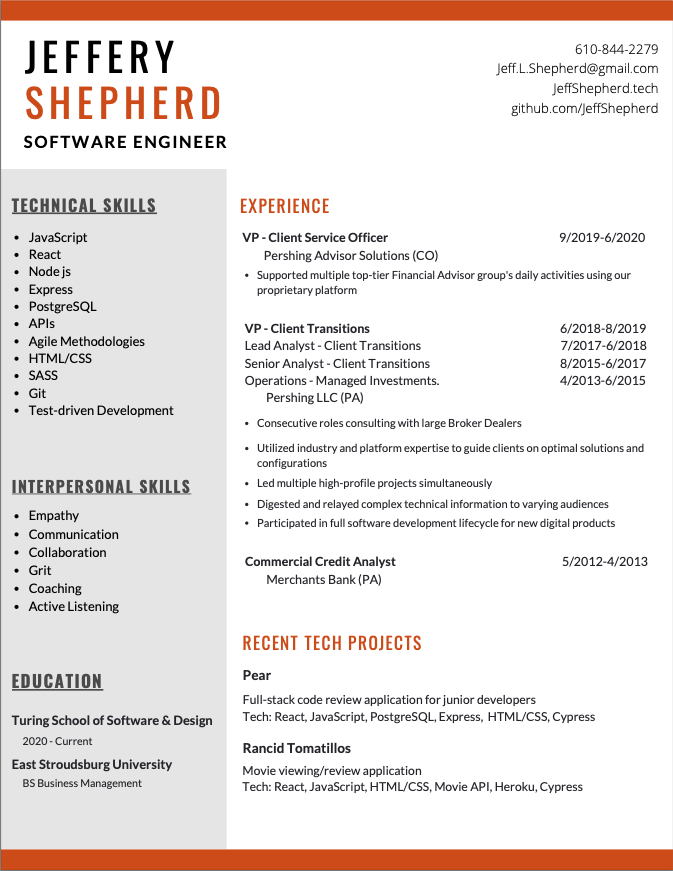 JEFFERY
SHEPHERD
SOFTWARE ENGINEER
610-844-2279
Jeff.L.Shepherd@gmail.com
JeffShepherd.tech
github.com/JeffShepherd
TECHNICAL SKILLS
• JavaScript
• React
• Node js
• Express
• PostgreSQL
• APIs
• Agile Methodologies
• HTML/CSS
• SASS
• Git
• Test-driven Development
INTERPERSONAL SKILLS
• Empathy
• Communication
• Collaboration
• Grit
• Coaching
• Active Listening
EDUCATION
Turing School of Software & Design
2020 - Current
East Stroudsburg University
BS Business Management
EXPERIENCE
VP - Client Service Officer 9/2019-6/2020
Pershing Advisor Solutions (CO)
• Supported multiple top-tier Financial Advisor group's daily activities using our
proprietary platform
VP - Client Transitions 6/2018-8/2019
Lead Analyst - Client Transitions 7/2017-6/2018
Senior Analyst - Client Transitions 8/2015-6/2017
Operations - Managed Investments. 4/2013-6/2015
Pershing LLC (PA)
• Consecutive roles consulting with large Broker Dealers
• Utilized industry and platform expertise to guide clients on optimal solutions and
configurations
• Led multiple high-profile projects simultaneously
• Digested and relayed complex technical information to varying audiences
• Participated in full software development lifecycle for new digital products
Commercial Credit Analyst 5/2012-4/2013
Merchants Bank (PA)
RECENT TECH PROJECTS
Pear
Full-stack code review application for junior developers
Tech: React, JavaScript, PostgreSQL, Express, HTML/CSS, Cypress
Rancid Tomatillos
Movie viewing/review application
Tech: React, JavaScript, HTML/CSS, Movie API, Heroku, Cypress